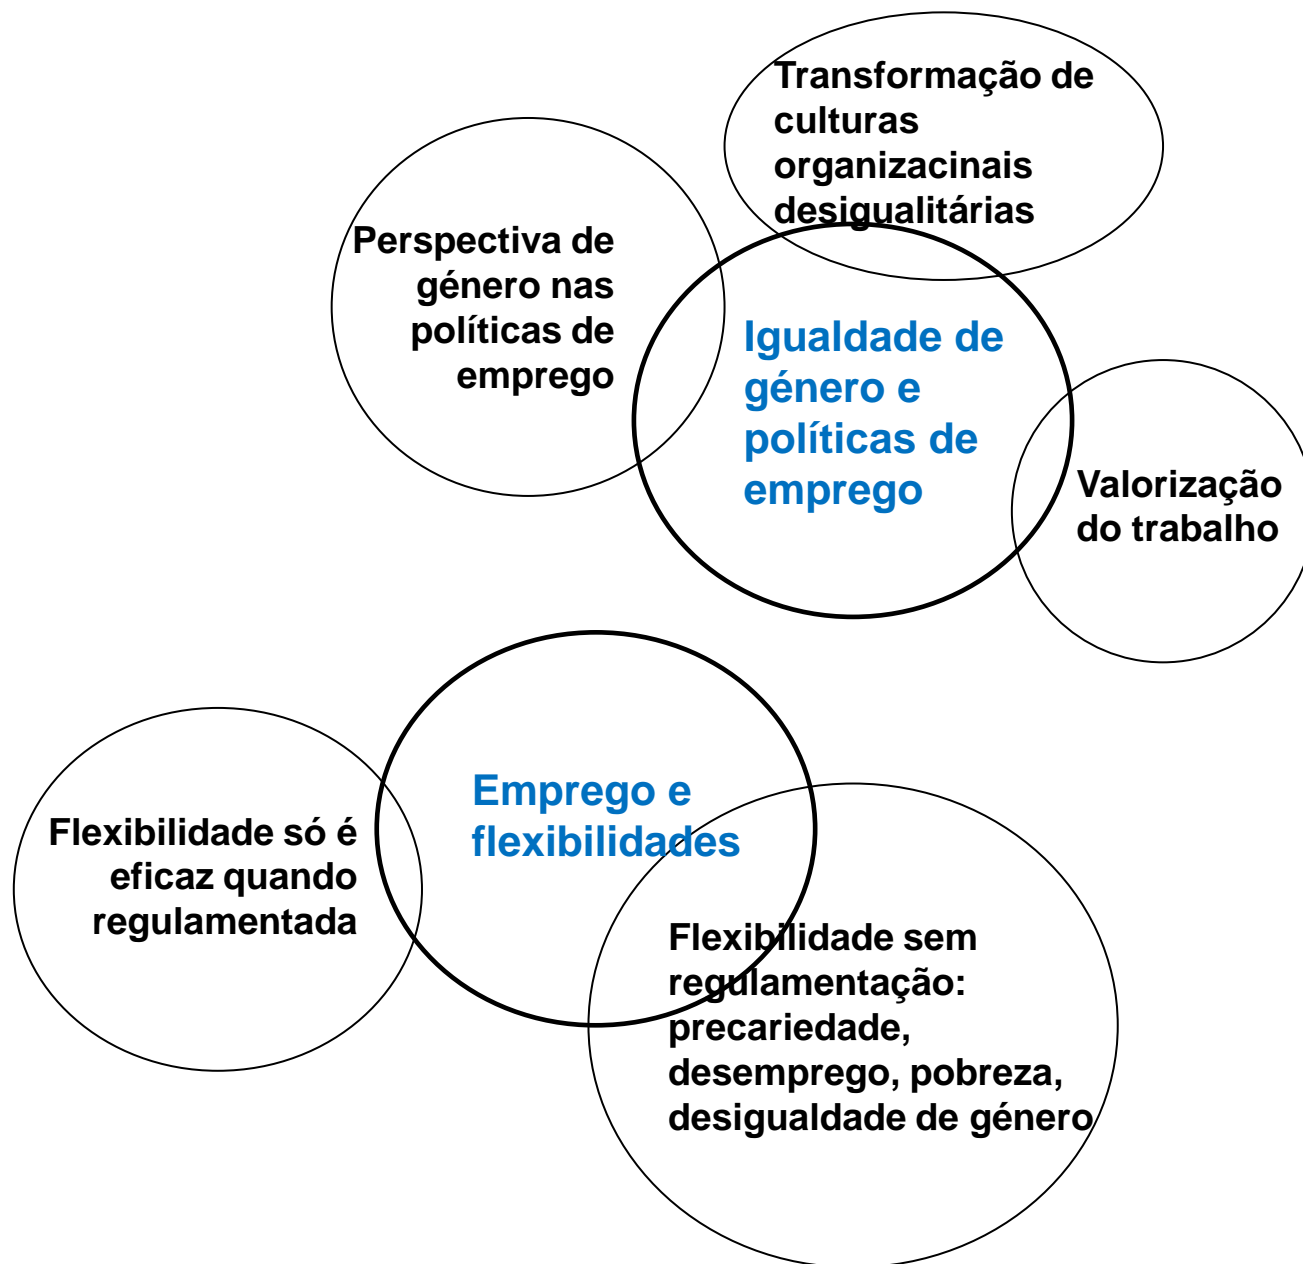 Transformação de
culturas
organizacinais
desigualitárias
Perspectiva de
género nas
políticas de
emprego
Igualdade de
género e
políticas de
emprego
Valorização
do trabalho
Emprego e
flexibilidades
Flexibilidade só é
eficaz quando
regulamentada
Flexibilidade sem
regulamentação:
precariedade,
desemprego, pobreza,
desigualdade de género